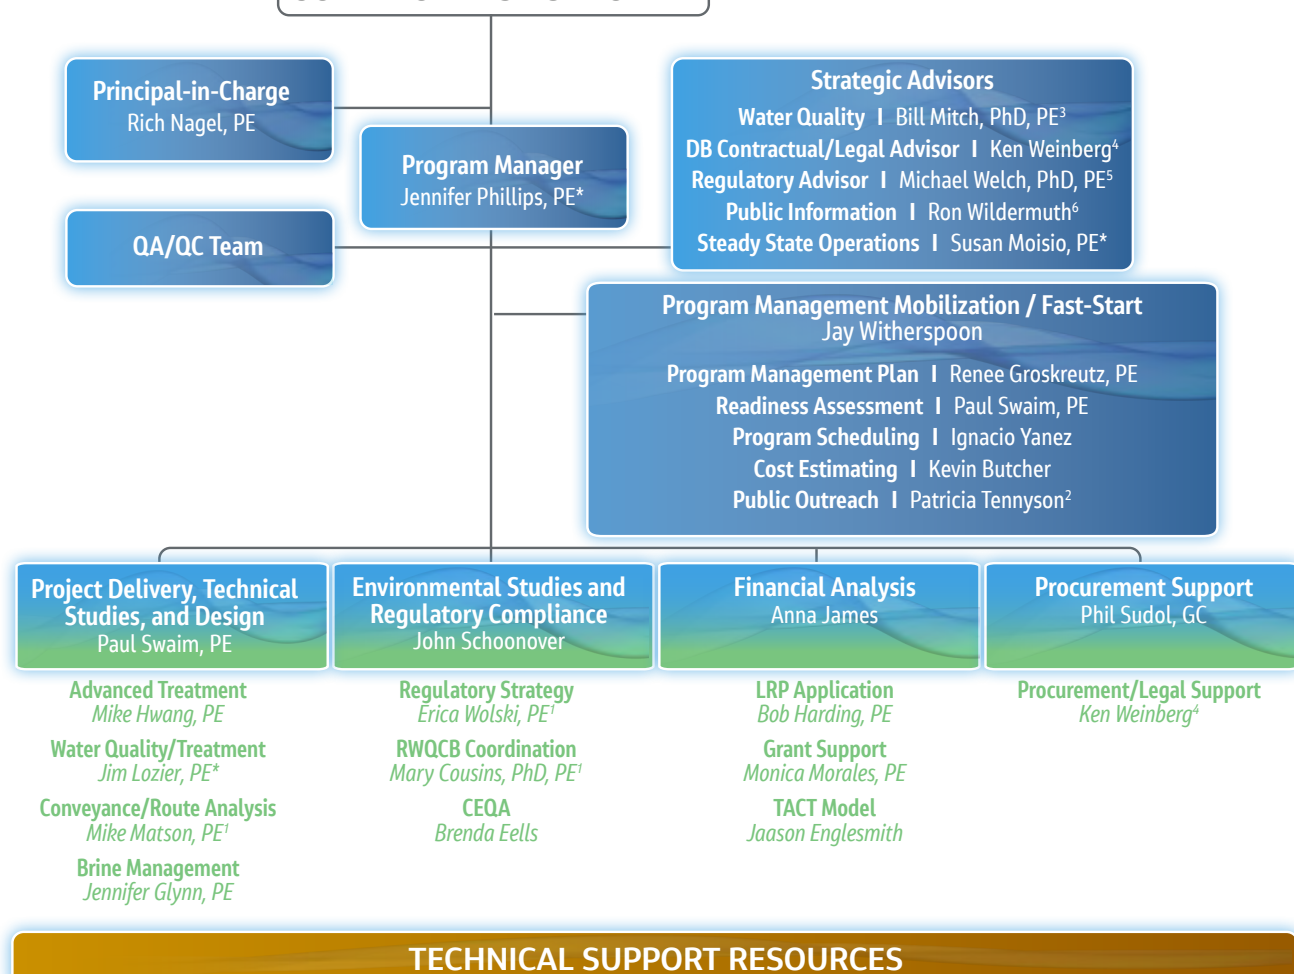 Principal-in-Charge
Rich Nagel, PE
Program Manager
Jennifer Phillips, PE*
QA/QC Team
Strategic Advisors
Water Quality I Bill Mitch, PhD, PE³
DB Contractual/Legal Advisor I Ken Weinberg⁴
Regulatory Advisor I Michael Welch, PhD, PE⁵
Public Information I Ron Wildermuth⁶
Steady State Operations I Susan Moisio, PE*
Program Management Mobilization / Fast-Start
Jay Witherspoon
Program Management Plan I Renee Groskreutz, PE
Readiness Assessment I Paul Swaim, PE
Program Scheduling I Ignacio Yanez
Cost Estimating I Kevin Butcher
Public Outreach I Patricia Tennyson²
Project Delivery, Technical
Studies, and Design
Paul Swaim, PE
Advanced Treatment
Mike Hwang, PE
Water Quality/Treatment
Jim Lozier, PE*
Conveyance/Route Analysis
Mike Matson, PE¹
Brine Management
Jennifer Glynn, PE
Environmental Studies and
Regulatory Compliance
John Schoonover
Regulatory Strategy
Erica Wolski, PE¹
RWQCB Coordination
Mary Cousins, PhD, PE¹
CEQA
Brenda Eells
Financial Analysis
Anna James
LRP Application
Bob Harding, PE
Grant Support
Monica Morales, PE
TACT Model
Jaason Englesmith
Procurement Support
Phil Sudol, GC
Procurement/Legal Support
Ken Weinberg⁴
TECHNICAL SUPPORT RESOURCES